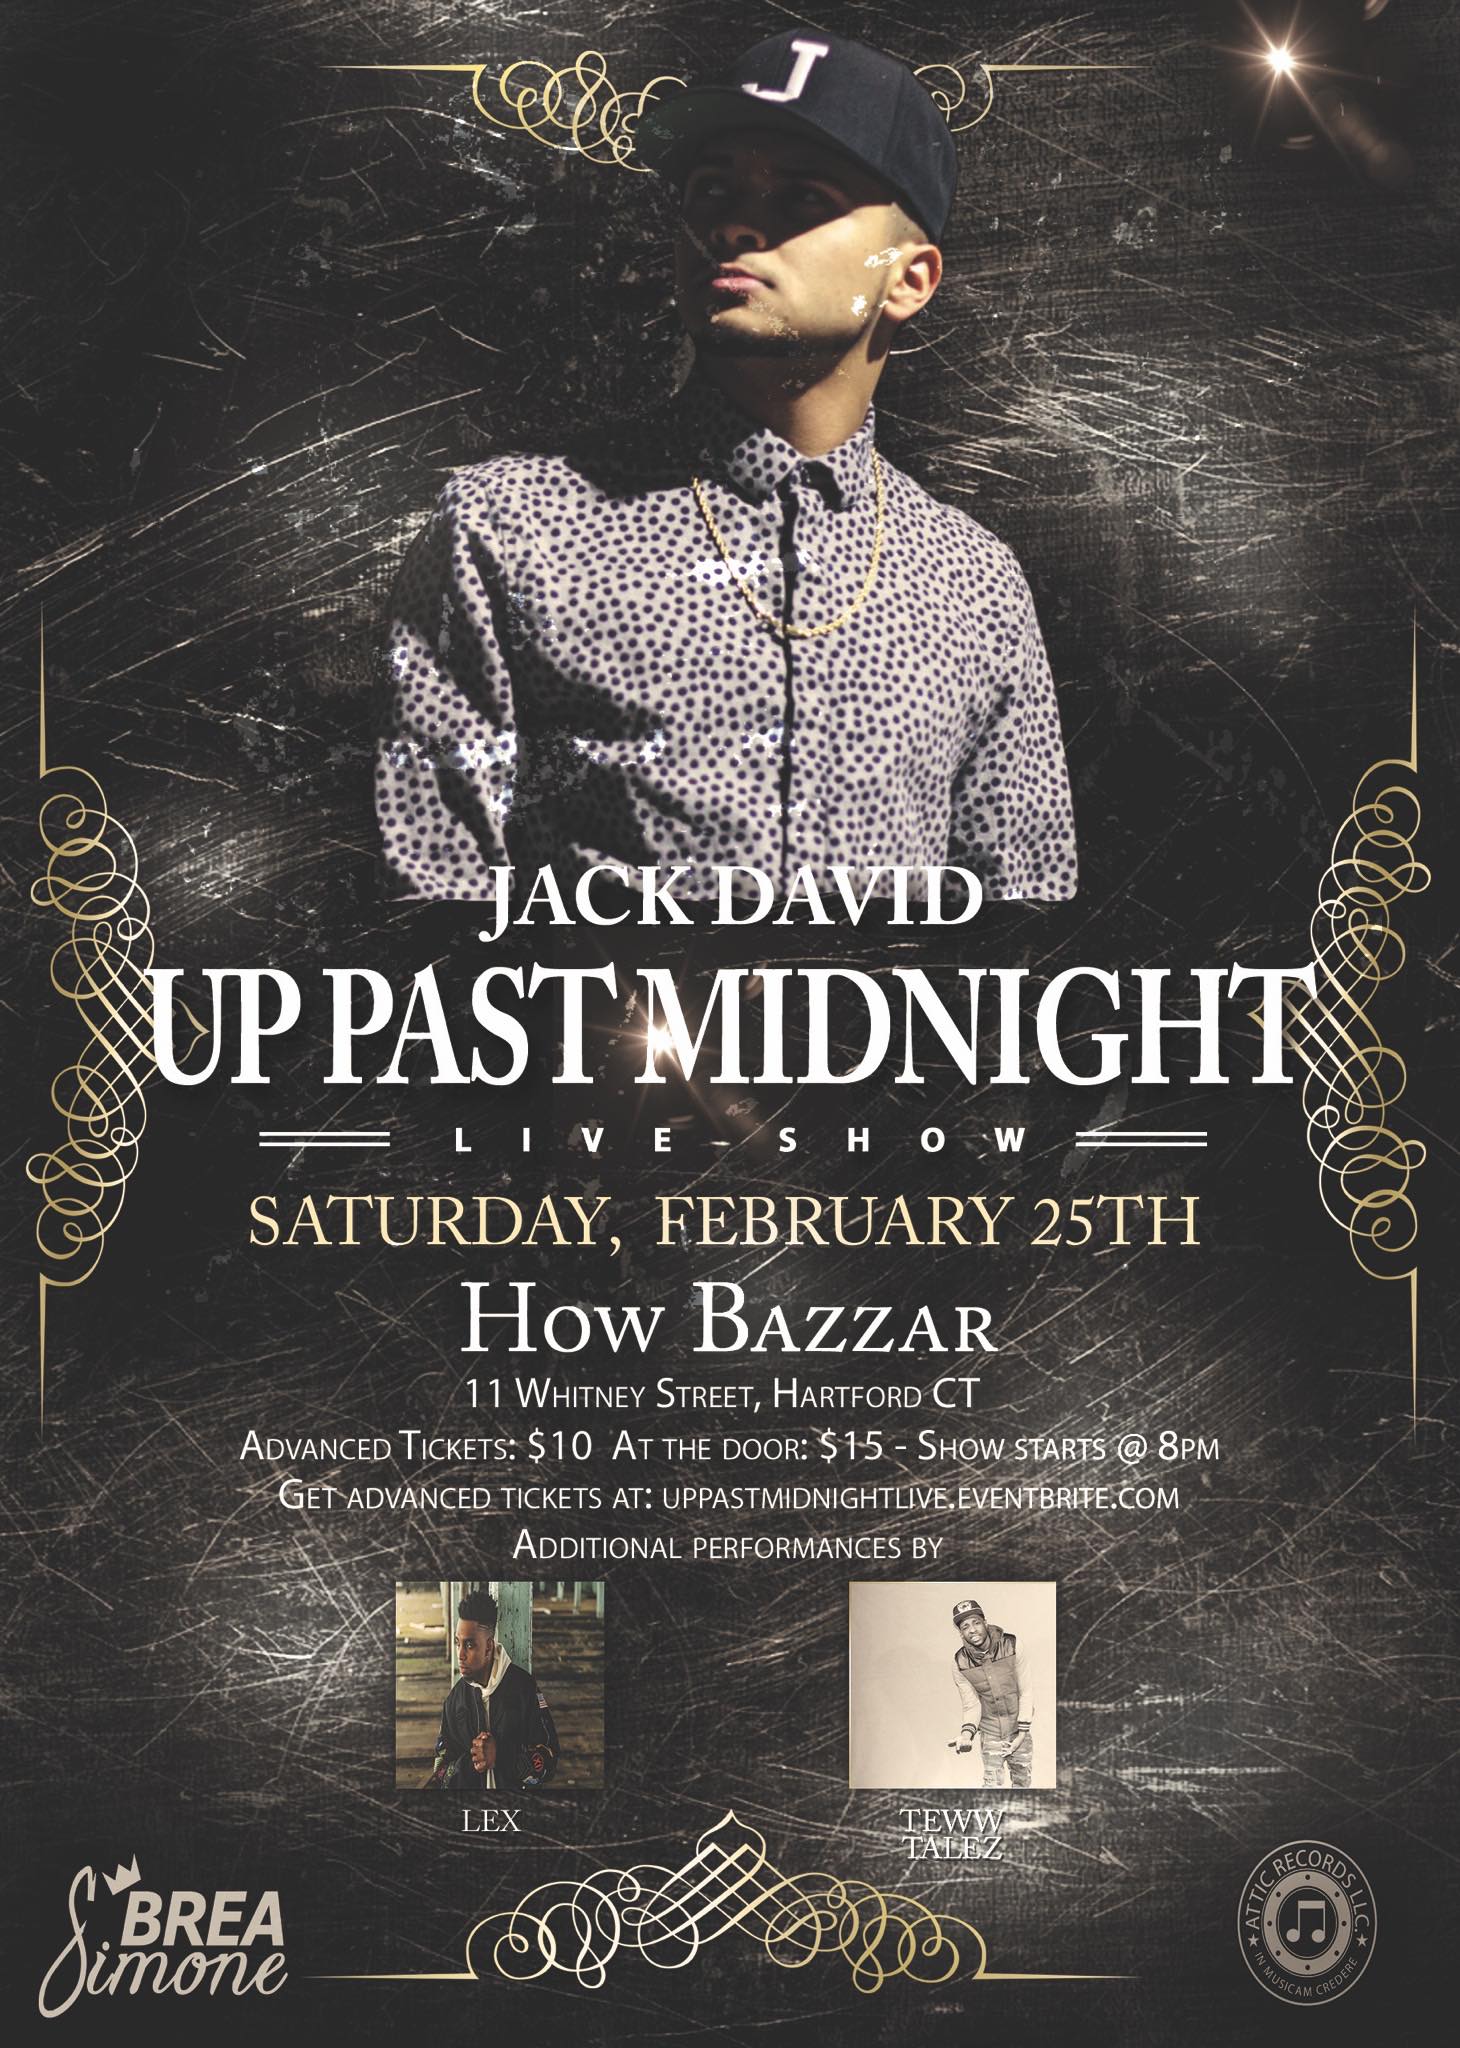 J
JACK DAVID
UP PAST MIDNIGHT
LIVE SHOW
SATURDAY, FEBRUARY 25TH
How Bazzar
11 Whitney Street, Hartford CT
Advanced Tickets: $10 At the door: $15 - Show starts @ 8pm
Get advanced tickets at: uppastmidnightlive.eventbrite.com
Additional performances by
LEX
TEWW
TALEZ
BREA
Simone
ATTIC RECORDS LLC.
IN MUSICAM CREDERE